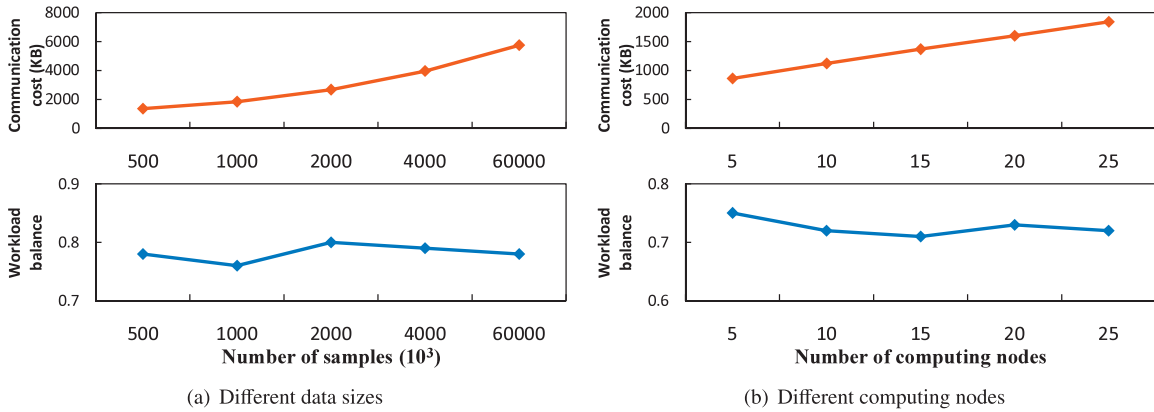 Communication
cost (KB)
8000
6000
4000
2000
0
500 1000 2000 4000 60000
Workload
balance
0.9
0.8
0.7
500 1000 2000 4000 60000
Number of samples (10³)
(a) Different data sizes
Communication
cost (KB)
2000
1500
1000
500
0
5 10 15 20 25
Workload
balance
0.8
0.7
0.6
5 10 15 20 25
Number of computing nodes
(b) Different computing nodes